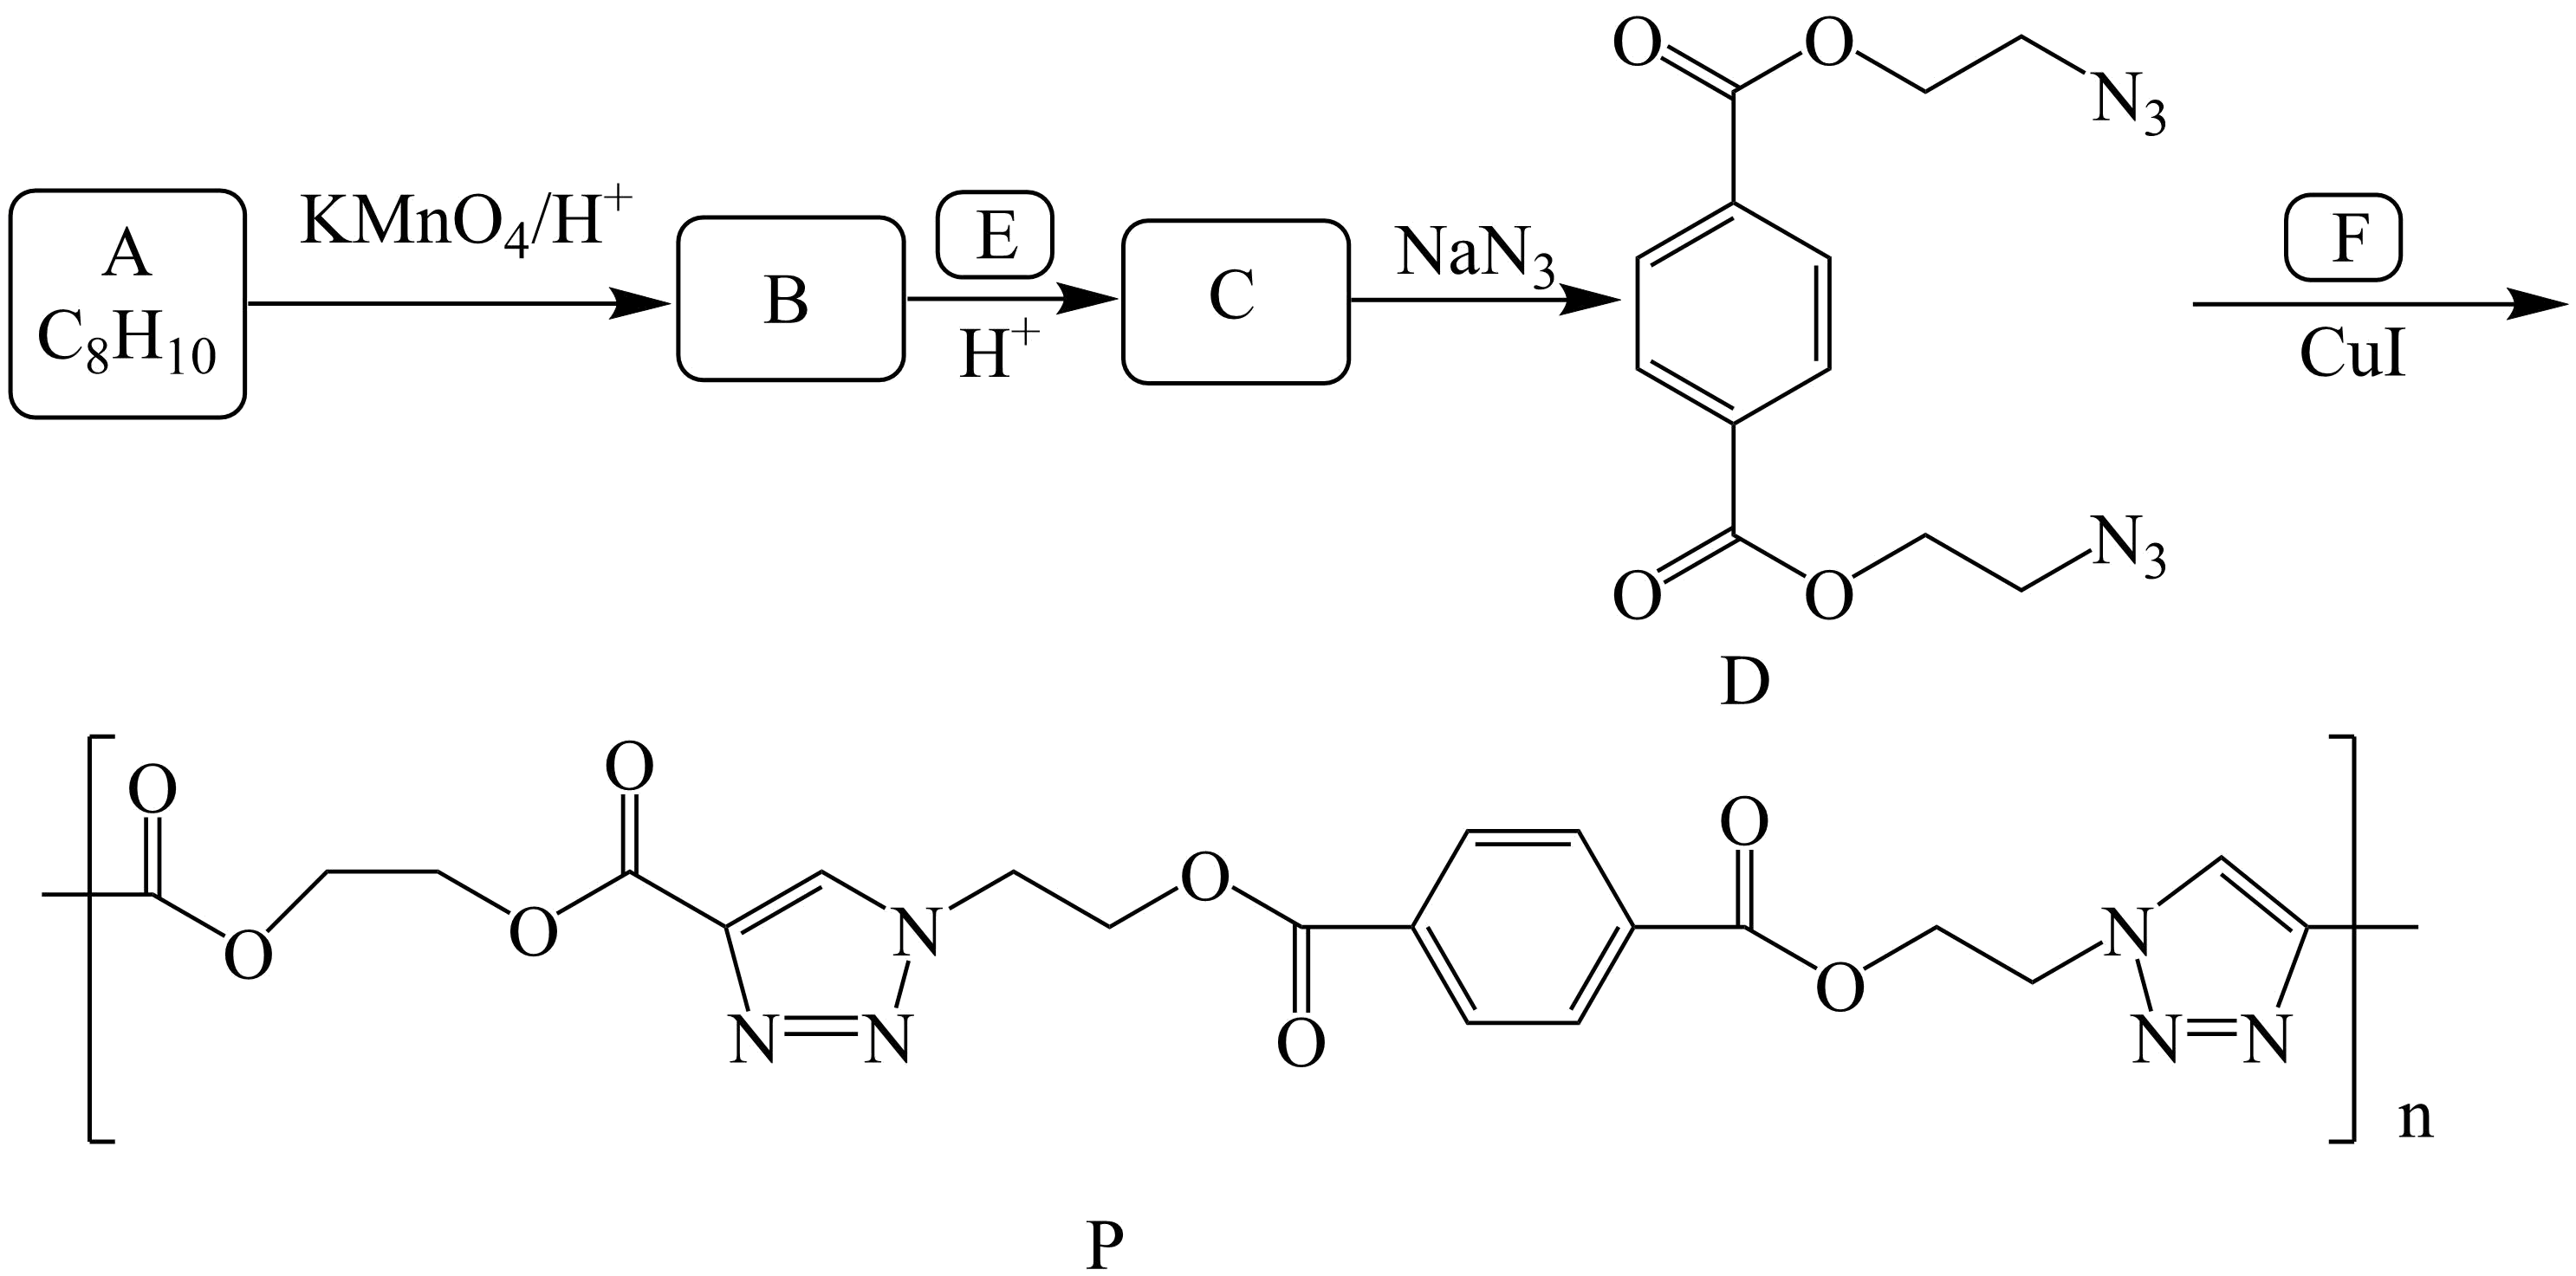 A
C₈H₁₀
KMnO₄/H⁺
B
E
H⁺
C
NaN₃
O O
N₃
N₃
O O
D
F
CuI
O O O O
O O N O N
N=N O N=N
n
P